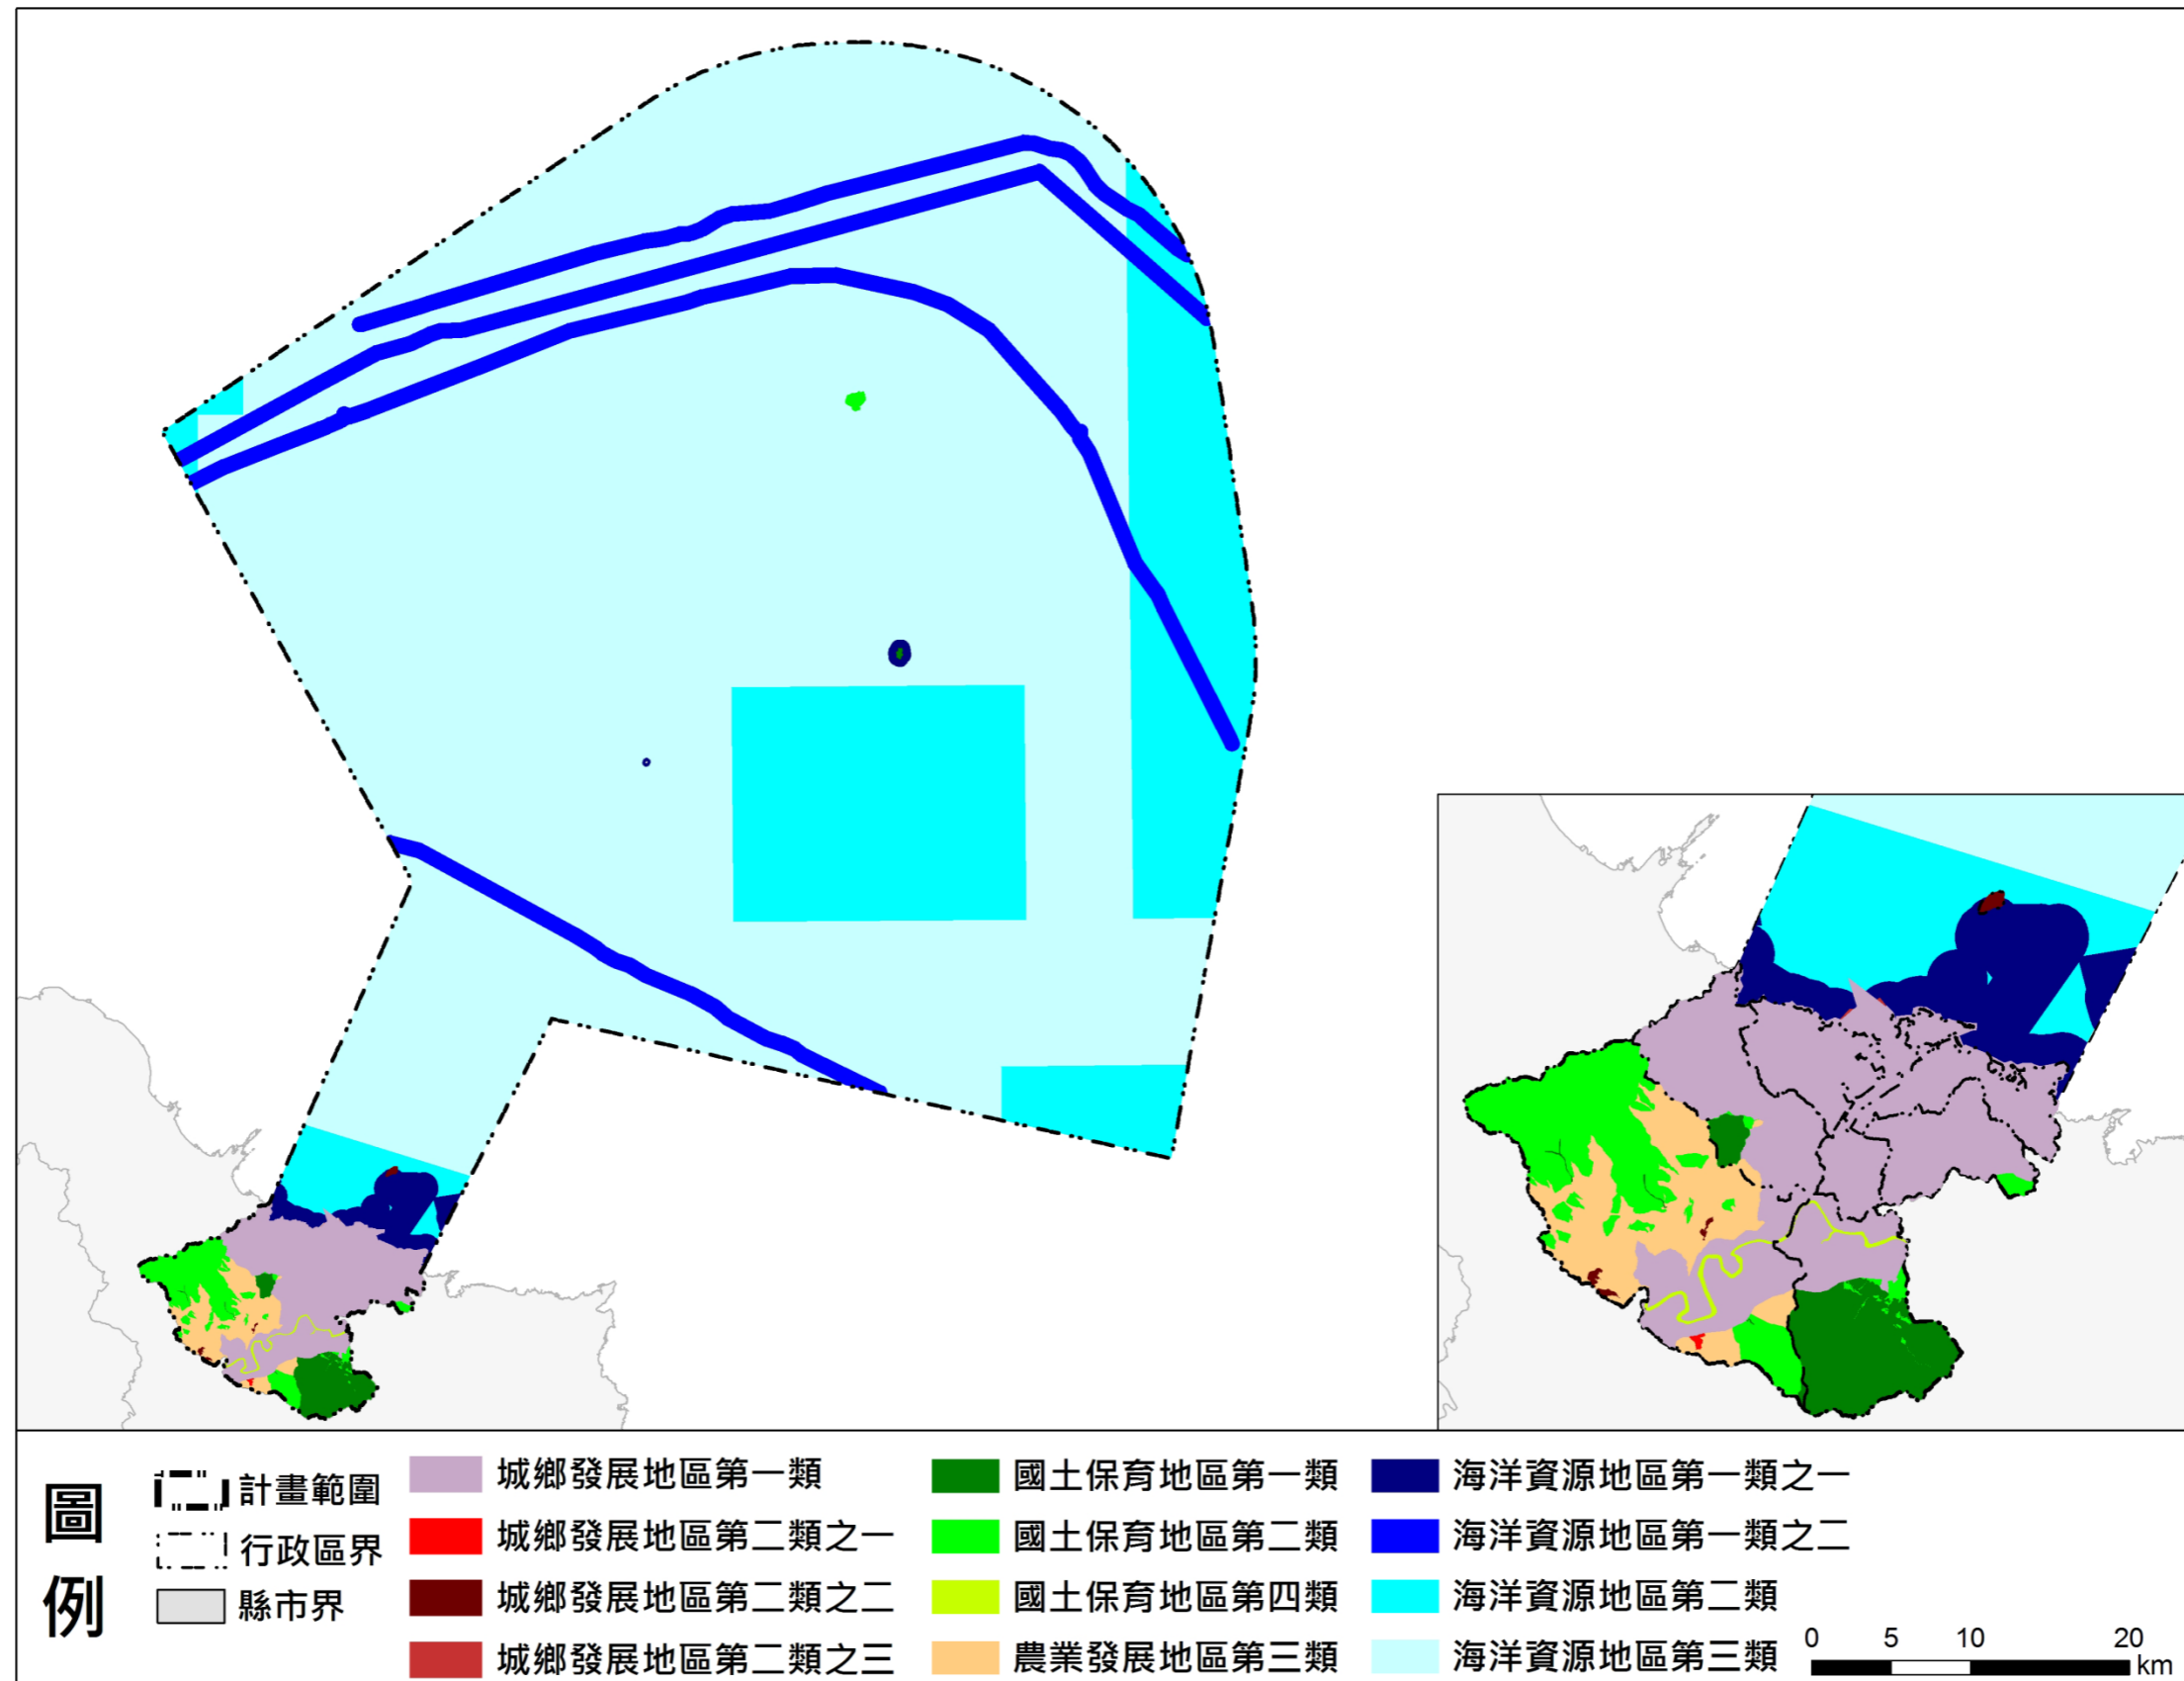 圖例
計畫範圍
行政區界
縣市界
城鄉發展地區第一類
城鄉發展地區第二類之一
城鄉發展地區第二類之二
城鄉發展地區第二類之三
國土保育地區第一類
國土保育地區第二類
國土保育地區第四類
農業發展地區第三類
海洋資源地區第一類之一
海洋資源地區第一類之二
海洋資源地區第二類
海洋資源地區第三類
0 5 10 20
km